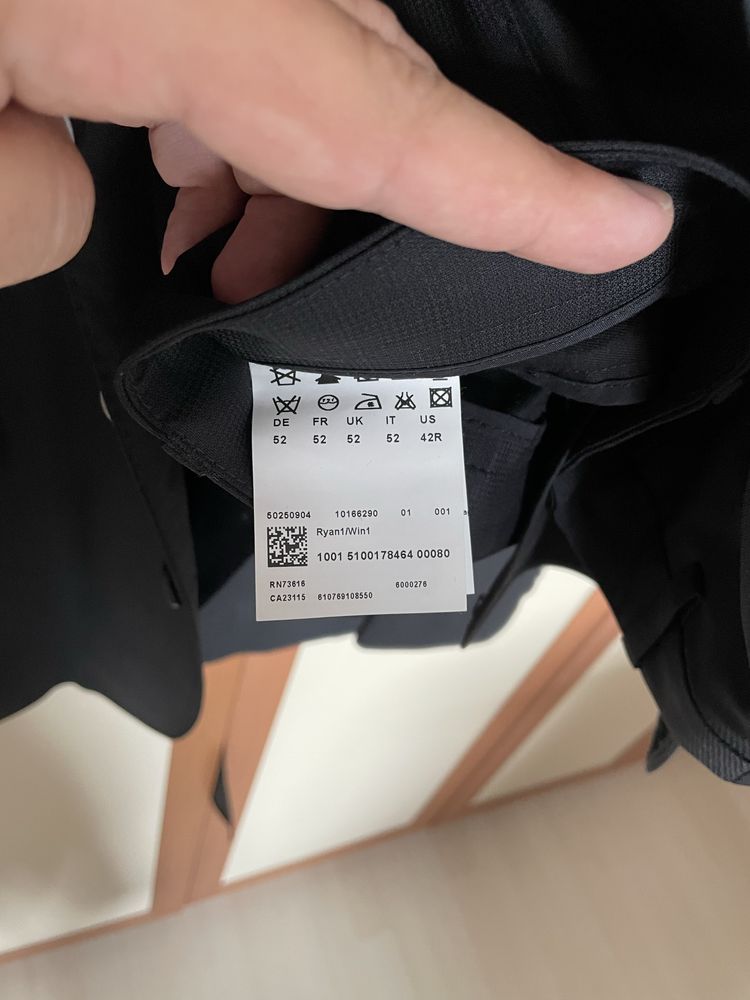 DE FR UK IT US
52 52 52 52 42R
50250904 10166290 01 001
Ryan1/Win1
1001 5100178464 00080
RN73616 6000276
CA23115 610769108550